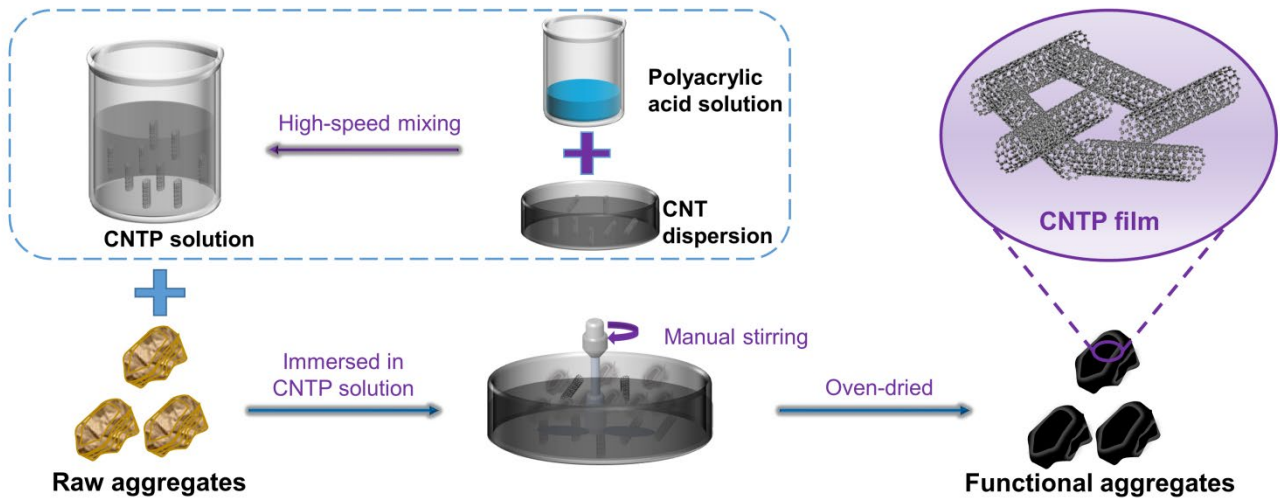 Polyacrylic
acid solution
High-speed mixing
CNT
dispersion
CNTP solution
CNTP film
Immersed in
CNTP solution
Manual stirring
Oven-dried
Raw aggregates
Functional aggregates